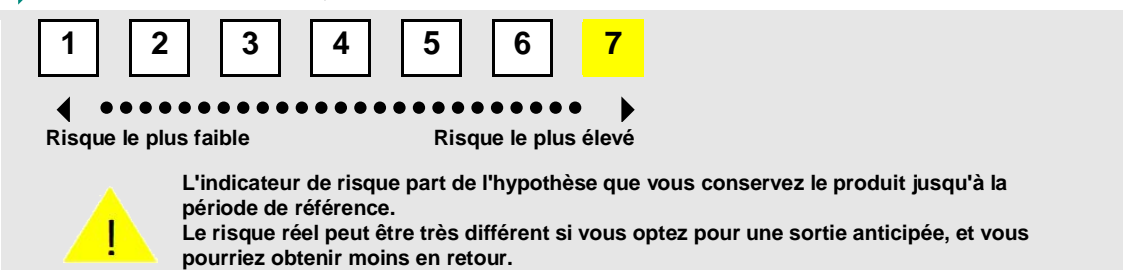 1 2 3 4 5 6 7
Risque le plus faible Risque le plus élevé
L'indicateur de risque part de l'hypothèse que vous conservez le produit jusqu'à la
période de référence.
! Le risque réel peut être très différent si vous optez pour une sortie anticipée, et vous
pourriez obtenir moins en retour.